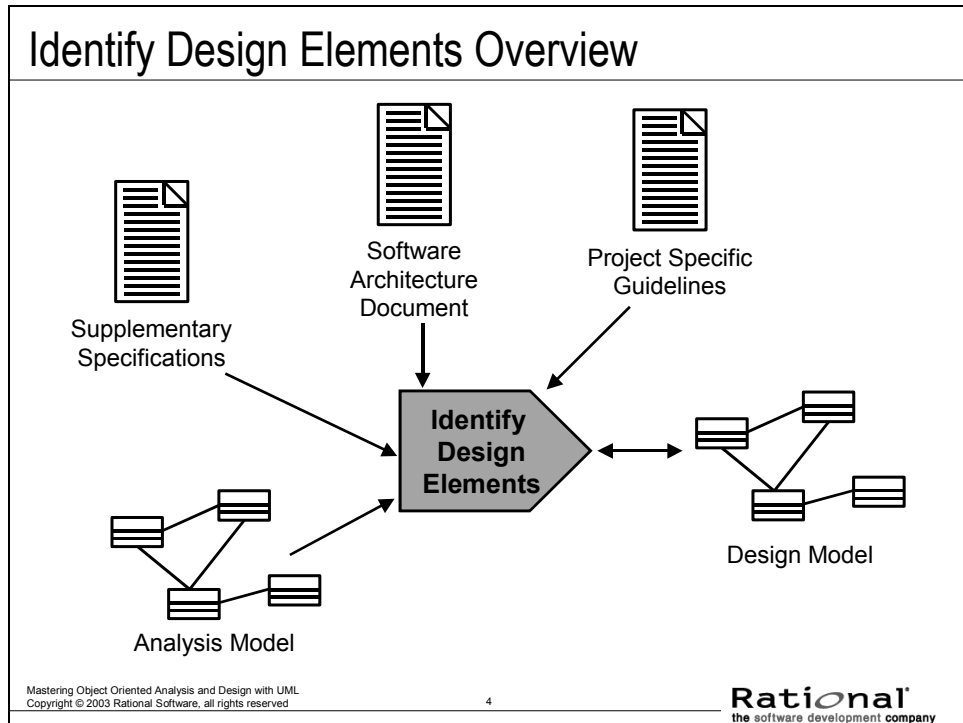 Identify Design Elements Overview
Supplementary
Specifications
Software
Architecture
Document
Project Specific
Guidelines
Identify
Design
Elements
Analysis Model
Design Model
Mastering Object Oriented Analysis and Design with UML
Copyright © 2003 Rational Software, all rights reserved
4
Rational
the software development company